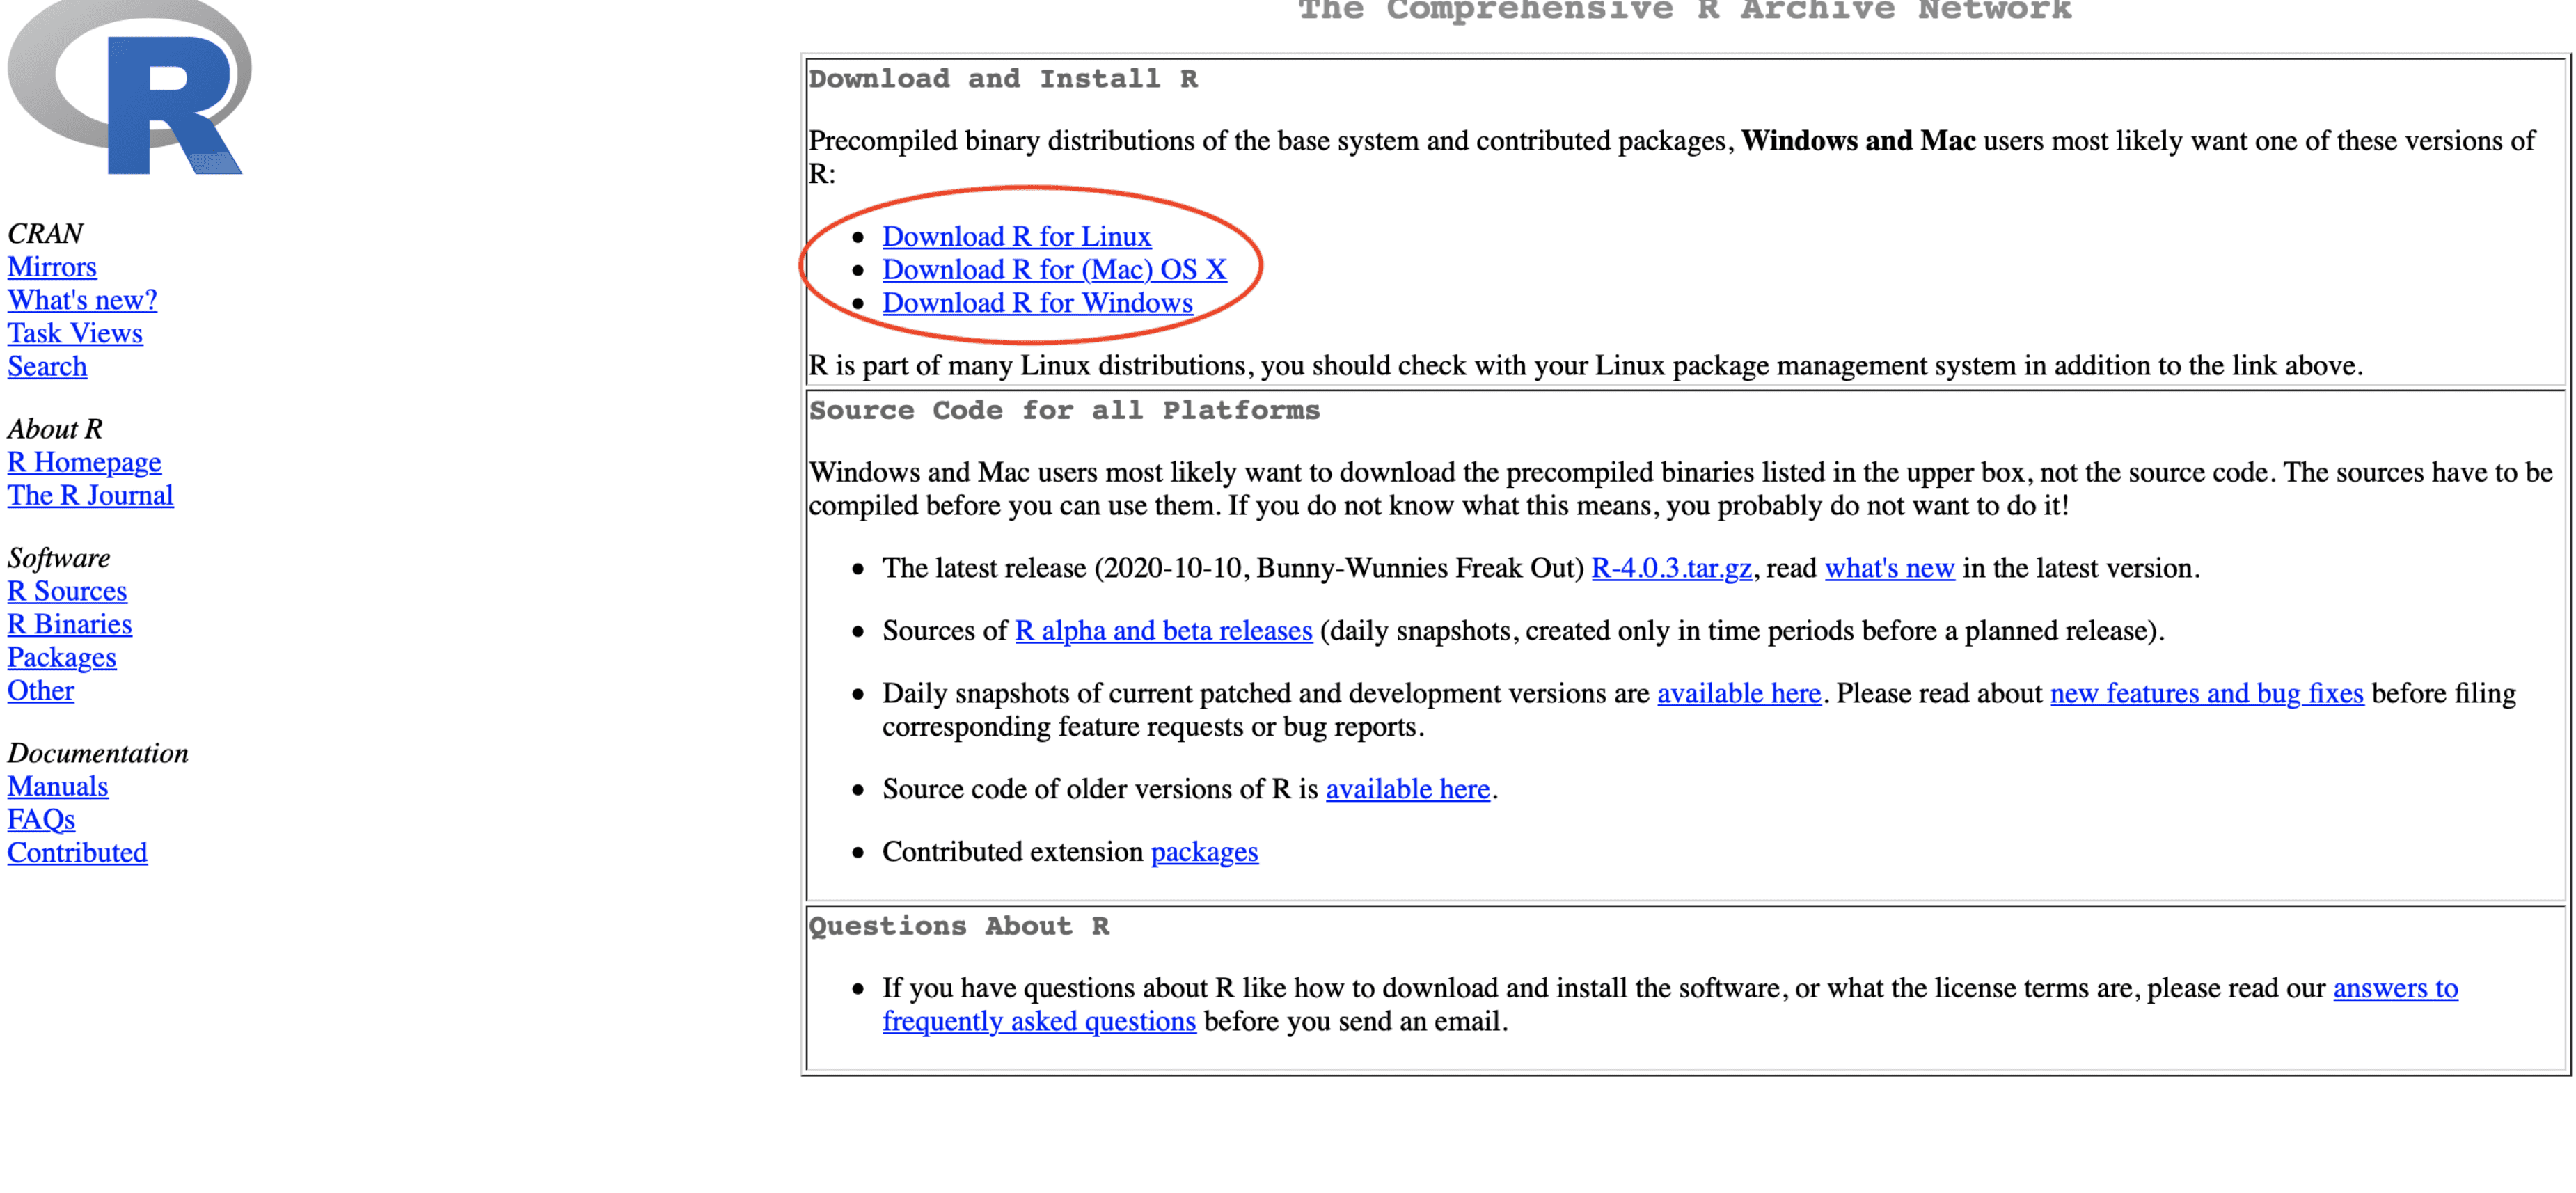 The Comprehensive R Archive Network
R
CRAN
Mirrors
What's new?
Task Views
Search
About R
R Homepage
The R Journal
Software
R Sources
R Binaries
Packages
Other
Documentation
Manuals
FAQs
Contributed
Download and Install R
Precompiled binary distributions of the base system and contributed packages, Windows and Mac users most likely want one of these versions of
R:
Download R for Linux
Download R for (Mac) OS X
Download R for Windows
R is part of many Linux distributions, you should check with your Linux package management system in addition to the link above.
Source Code for all Platforms
Windows and Mac users most likely want to download the precompiled binaries listed in the upper box, not the source code. The sources have to be
compiled before you can use them. If you do not know what this means, you probably do not want to do it!
The latest release (2020-10-10, Bunny-Wunnies Freak Out) R-4.0.3.tar.gz, read what's new in the latest version.
Sources of R alpha and beta releases (daily snapshots, created only in time periods before a planned release).
Daily snapshots of current patched and development versions are available here. Please read about new features and bug fixes before filing
corresponding feature requests or bug reports.
Source code of older versions of R is available here.
Contributed extension packages
Questions About R
If you have questions about R like how to download and install the software, or what the license terms are, please read our answers to
frequently asked questions before you send an email.